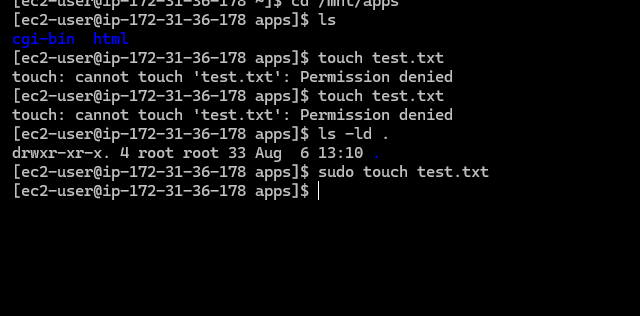 [ec2-user@ip-172-31-36-178 ~]$ cd /mnt/apps
[ec2-user@ip-172-31-36-178 apps]$ ls
cgi-bin  html
[ec2-user@ip-172-31-36-178 apps]$ touch test.txt
touch: cannot touch 'test.txt': Permission denied
[ec2-user@ip-172-31-36-178 apps]$ touch test.txt
touch: cannot touch 'test.txt': Permission denied
[ec2-user@ip-172-31-36-178 apps]$ ls -ld .
drwxr-xr-x. 4 root root 33 Aug  6 13:10 .
[ec2-user@ip-172-31-36-178 apps]$ sudo touch test.txt
[ec2-user@ip-172-31-36-178 apps]$